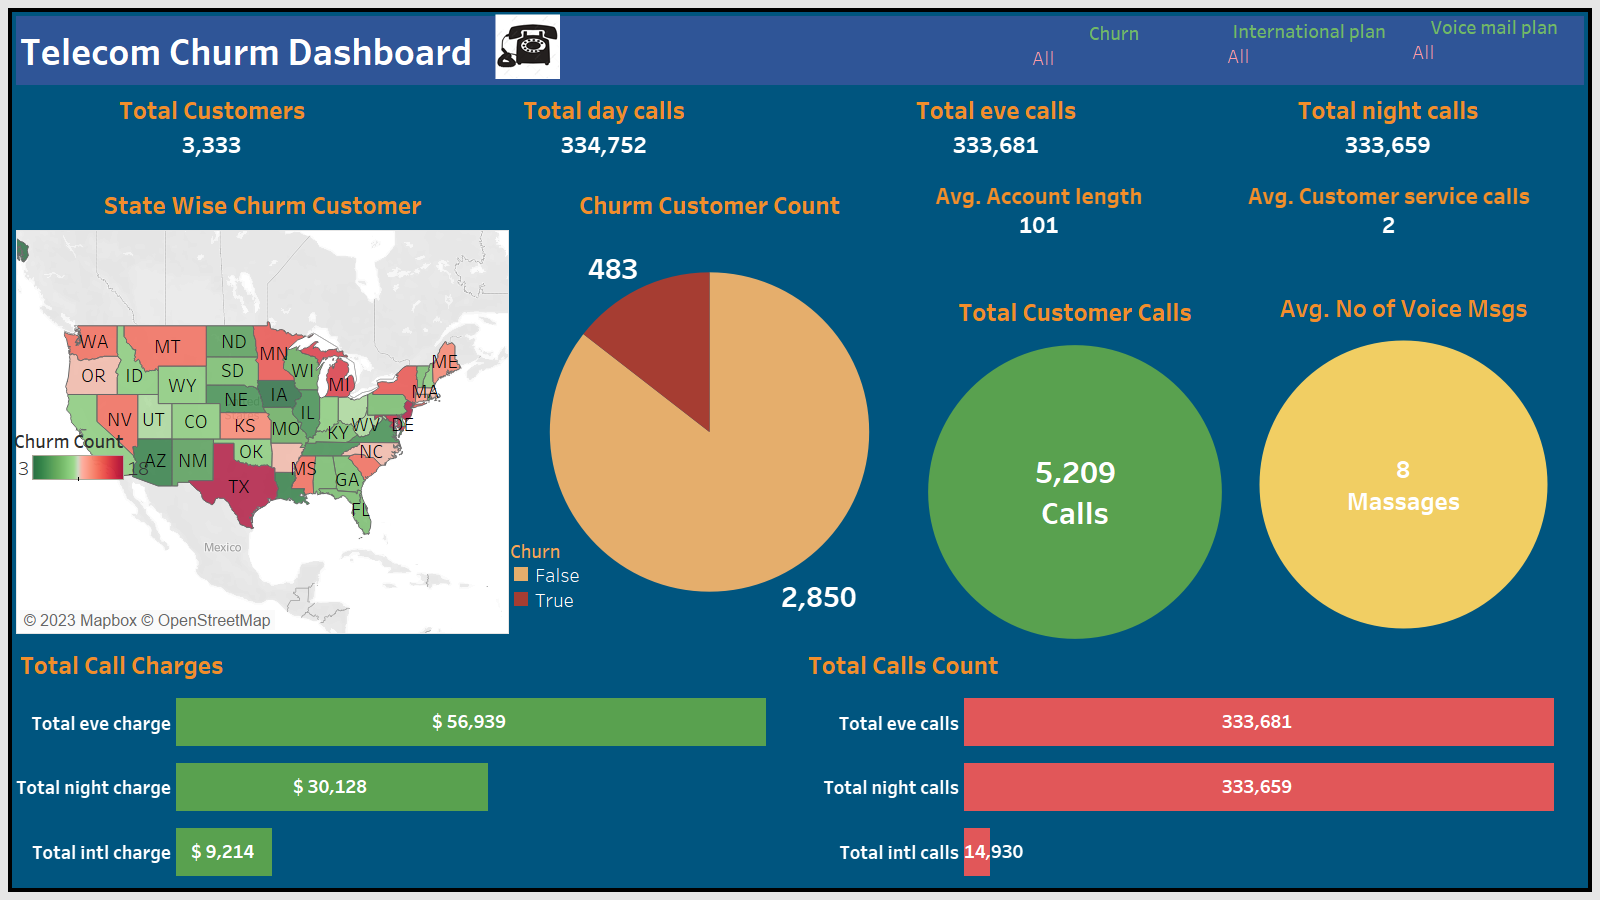 Telecom Churm Dashboard
Churn
All
International plan
All
Voice mail plan
All
Total Customers
3,333
Total day calls
334,752
Total eve calls
333,681
Total night calls
333,659
State Wise Churm Customer
Churm Customer Count
Avg. Account length
101
Avg. Customer service calls
2
WA
MT
ND
MN
ME
OR
ID
SD
WI
MI
WY
NE
IA
MA
NV
UT
CO
KS
MO
IL
KY
WV
DE
AZ
NM
OK
MS
NC
TX
GA
FL
Mexico
Churm Count
3
18
© 2023 Mapbox © OpenStreetMap
483
2,850
Churn
False
True
Total Customer Calls
5,209
Calls
Avg. No of Voice Msgs
8
Massages
Total Call Charges
Total eve charge
$ 56,939
Total night charge
$ 30,128
Total intl charge
$ 9,214
Total Calls Count
Total eve calls
333,681
Total night calls
333,659
Total intl calls
14,930